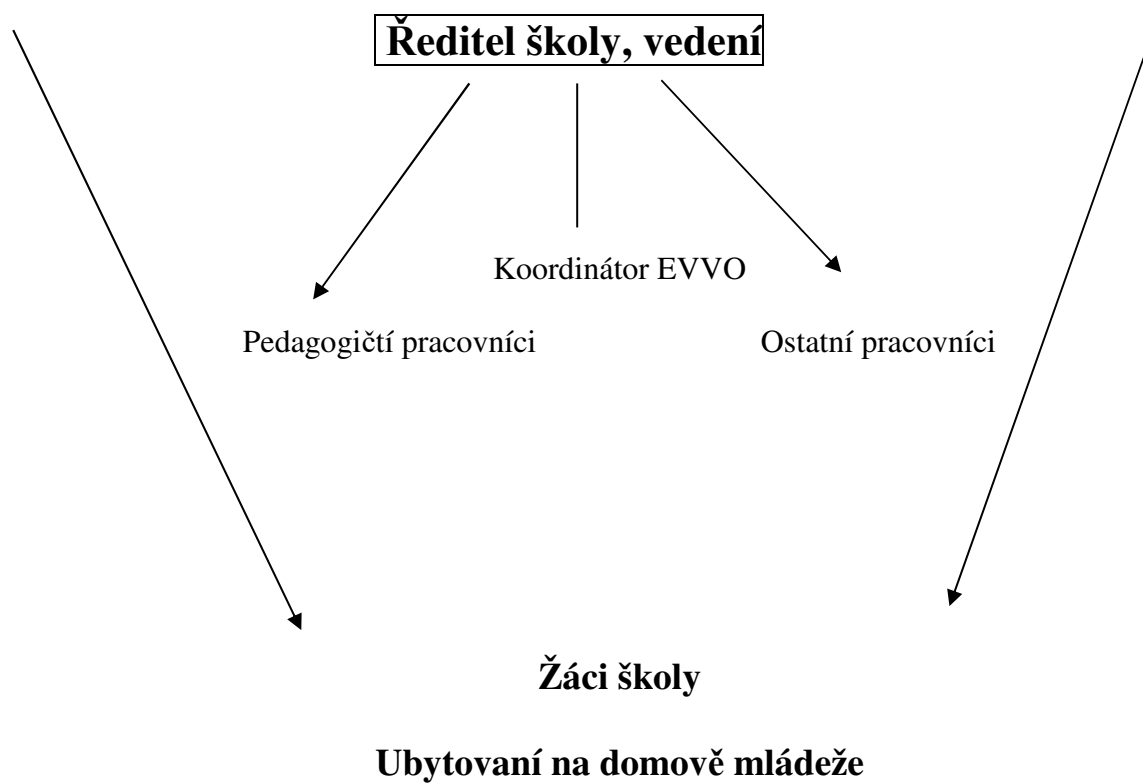 Ředitel školy, vedení
Koordinátor EVVO
Pedagogičtí pracovníci
Ostatní pracovníci
Žáci školy
Ubytovaní na domově mládeže